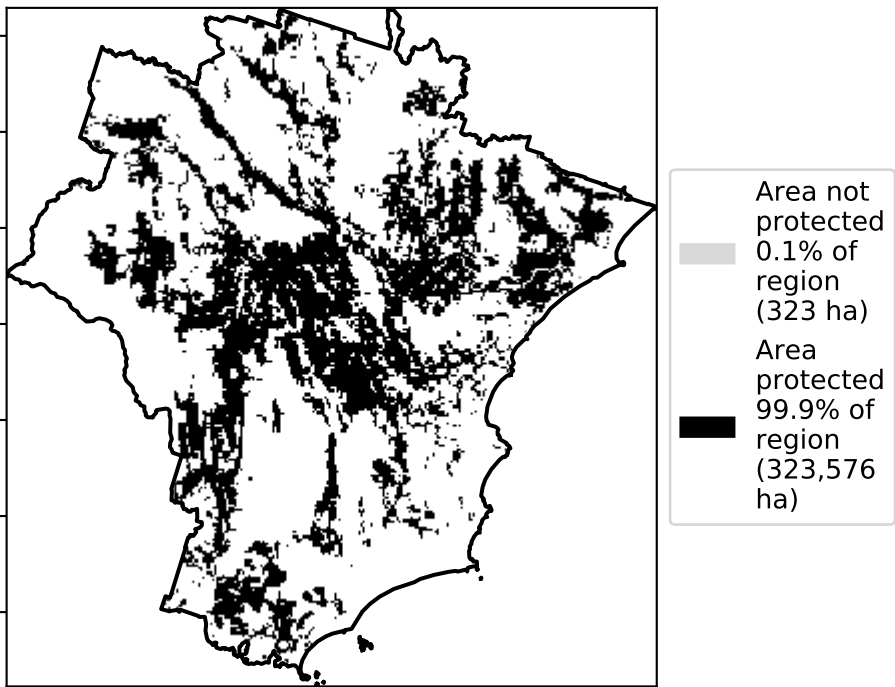 Area not
protected
0.1% of
region
(323 ha)
Area
protected
99.9% of
region
(323,576
ha)